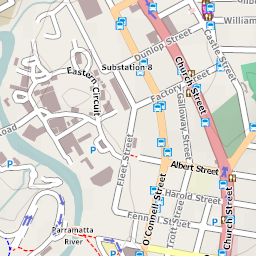 William
Dunlop Street
Castle Street
Substation 8
Eastern Circuit
Church Street
Factory Street
Galloway Street
oad
Fleet Street
Albert Street
O'Connell Street
Harold Street
Church Street
Fennell Street
trott Street
Parramatta
River